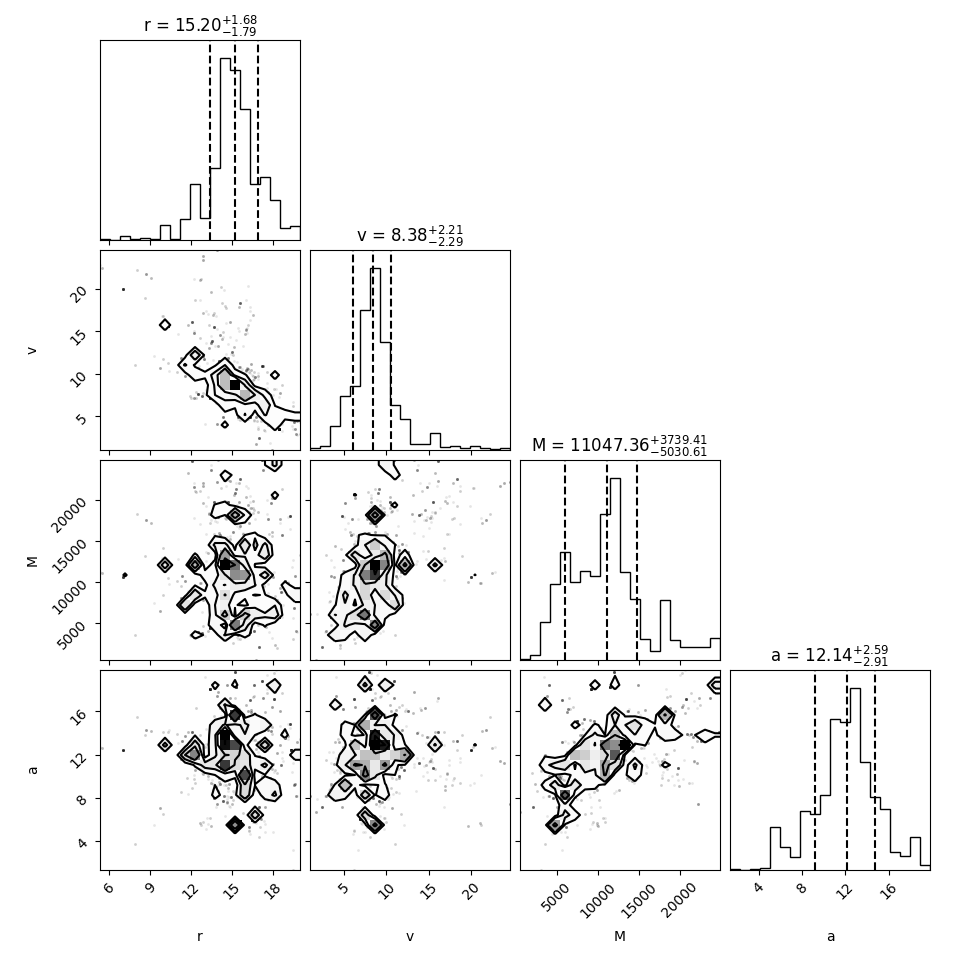 r = 15.20+1.68 −1.79
v = 8.38+2.21 −2.29
20
15
10
5
v
M = 11047.36+3739.41 −5030.61
20000
15000
10000
5000
M
a = 12.14+2.59 −2.91
16
12
8
4
a
6 9 12 15 18
5 10 15 20
5000 10000 15000 20000
4 8 12 16
r v M a